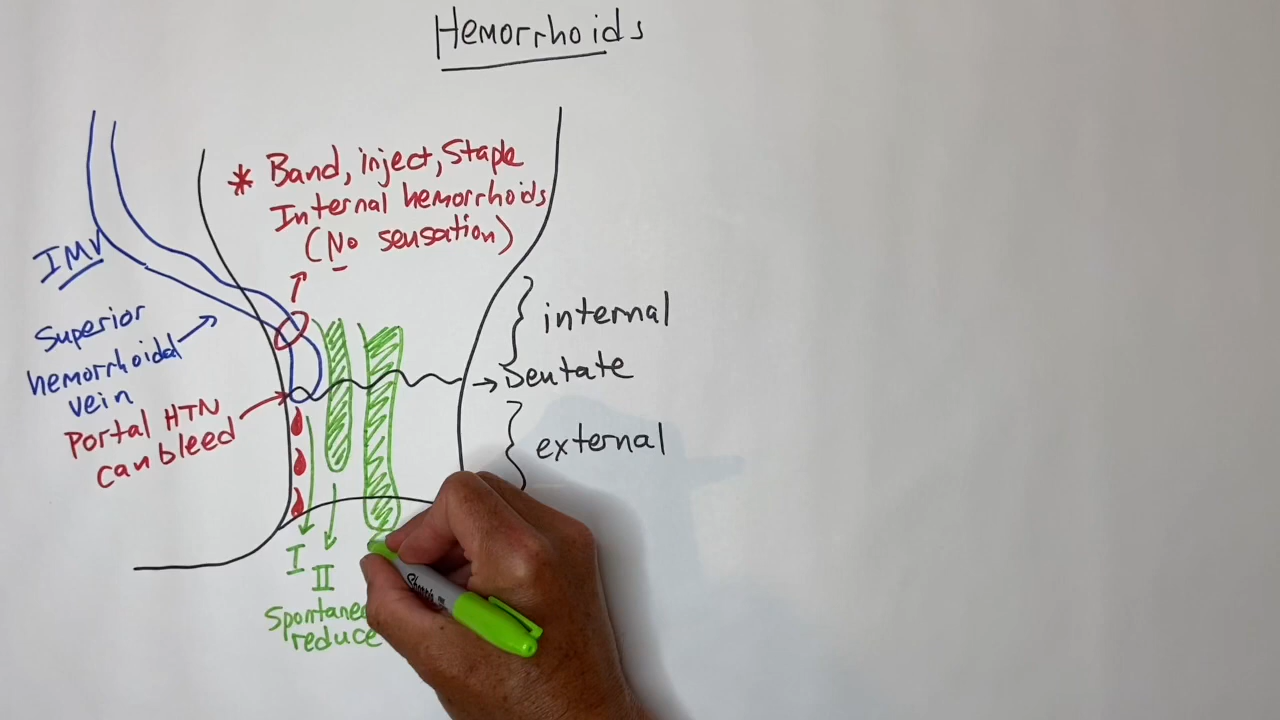 Hemorrhoids
* Band, inject, Staple
Internal hemorrhoids
(No sensation)
IMV
Superior
hemorrhoidal
vein
Portal HTN
can bleed
internal
Dentate
external
I
II
reduce
Sharpie